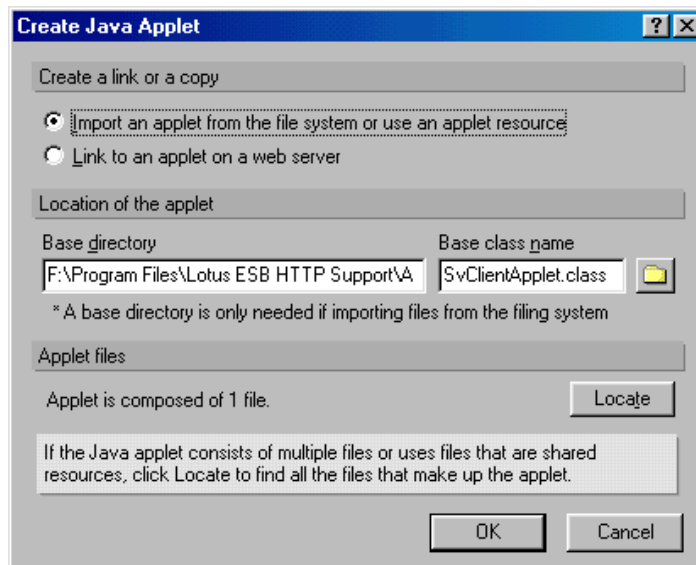 Create Java Applet
Create a link or a copy
Import an applet from the file system or use an applet resource
Link to an applet on a web server
Location of the applet
Base directory Base class name
F:\Program Files\Lotus ESB HTTP Support\A SvClientApplet.class
* A base directory is only needed if importing files from the filing system
Applet files
Applet is composed of 1 file. Locate
If the Java applet consists of multiple files or uses files that are shared
resources, click Locate to find all the files that make up the applet.
OK Cancel